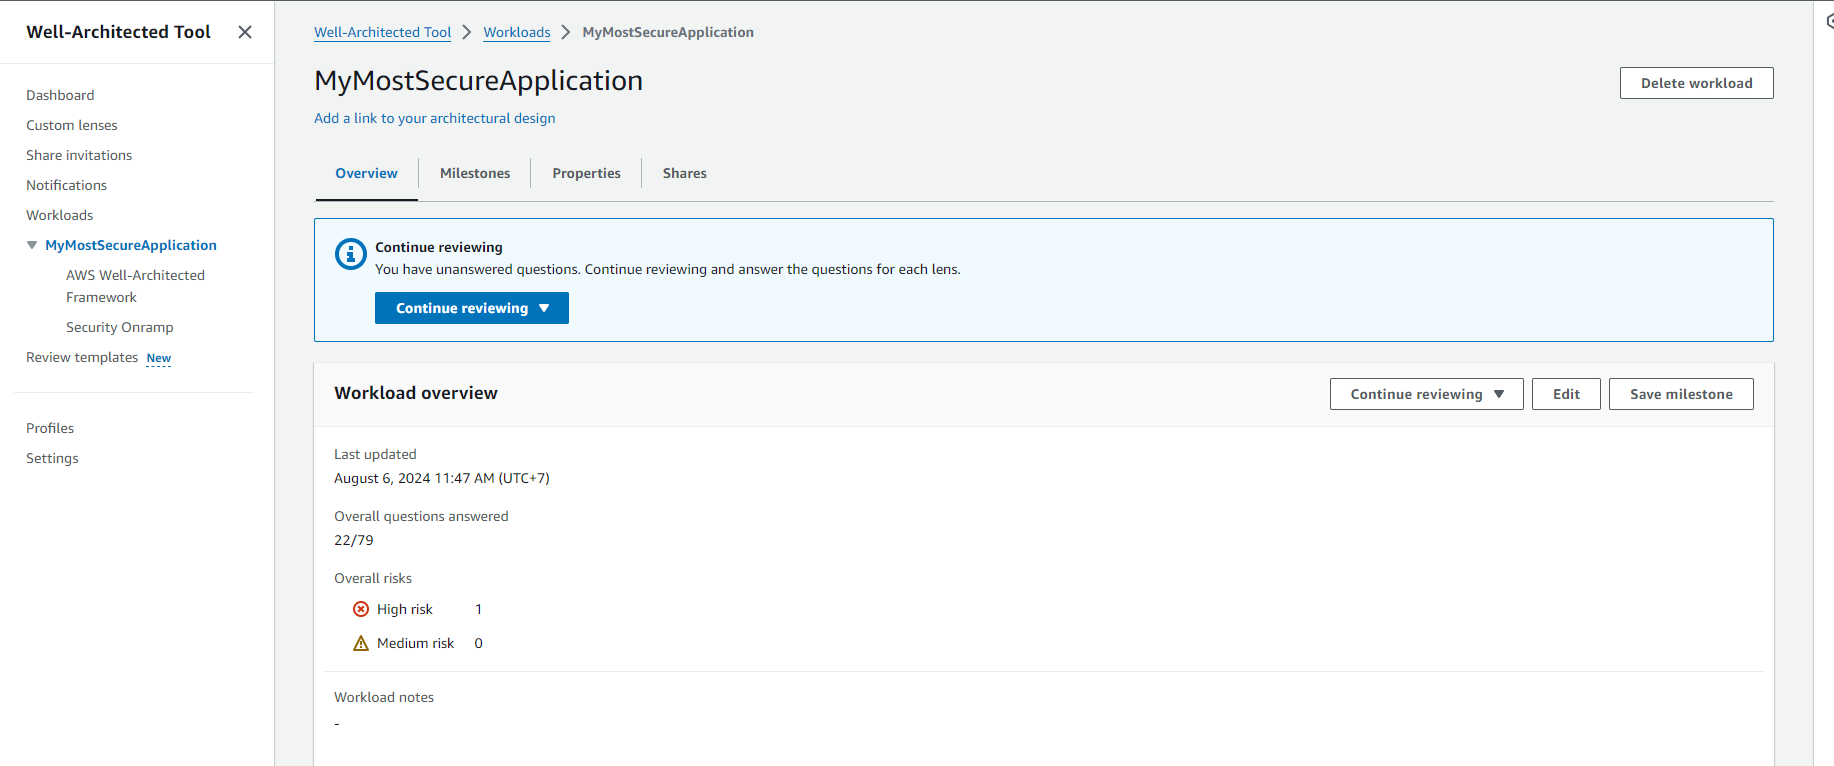 Well-Architected Tool
Dashboard
Custom lenses
Share invitations
Notifications
Workloads
MyMostSecureApplication
AWS Well-Architected
Framework
Security Onramp
Review templates New
Profiles
Settings
Well-Architected Tool > Workloads > MyMostSecureApplication
MyMostSecureApplication
Delete workload
Add a link to your architectural design
Overview Milestones Properties Shares
Continue reviewing
You have unanswered questions. Continue reviewing and answer the questions for each lens.
Continue reviewing
Workload overview
Continue reviewing Edit Save milestone
Last updated
August 6, 2024 11:47 AM (UTC+7)
Overall questions answered
22/79
Overall risks
High risk 1
Medium risk 0
Workload notes
-